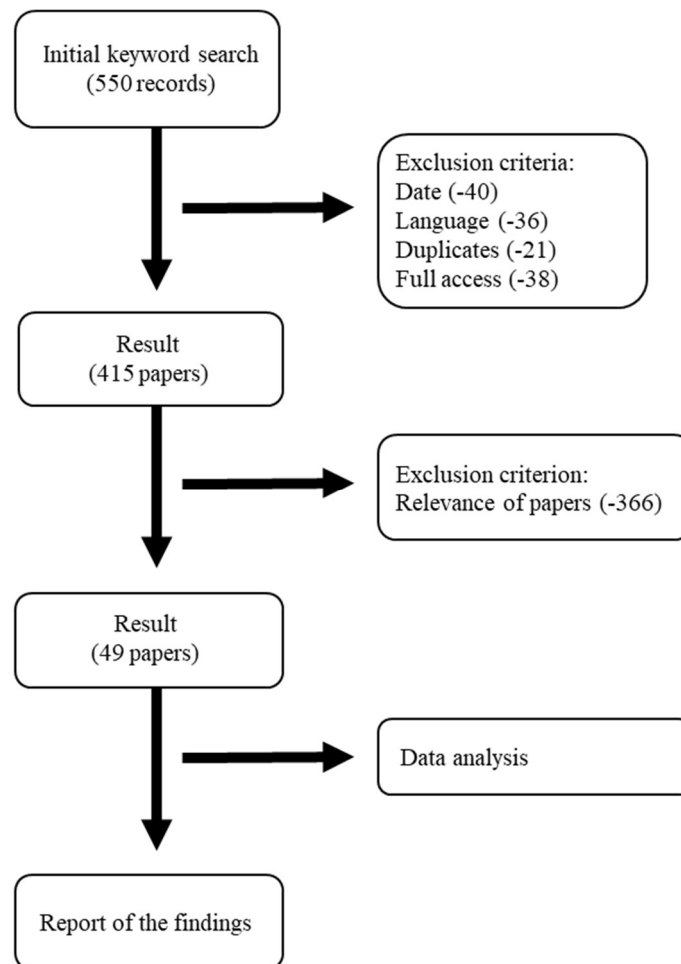 Initial keyword search
(550 records)
Exclusion criteria:
Date (-40)
Language (-36)
Duplicates (-21)
Full access (-38)
Result
(415 papers)
Exclusion criterion:
Relevance of papers (-366)
Result
(49 papers)
Data analysis
Report of the findings